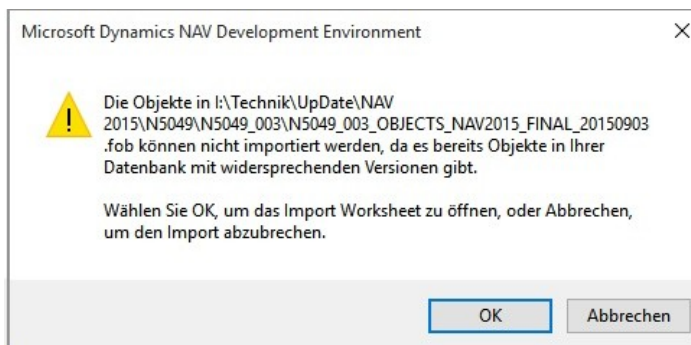 Microsoft Dynamics NAV Development Environment
Die Objekte in I:\Technik\UpDate\NAV
2015\N5049\N5049_003\N5049_003_OBJECTS_NAV2015_FINAL_20150903
.fob können nicht importiert werden, da es bereits Objekte in Ihrer
Datenbank mit widersprechenden Versionen gibt.
Wählen Sie OK, um das Import Worksheet zu öffnen, oder Abbrechen,
um den Import abzubrechen.
OK
Abbrechen